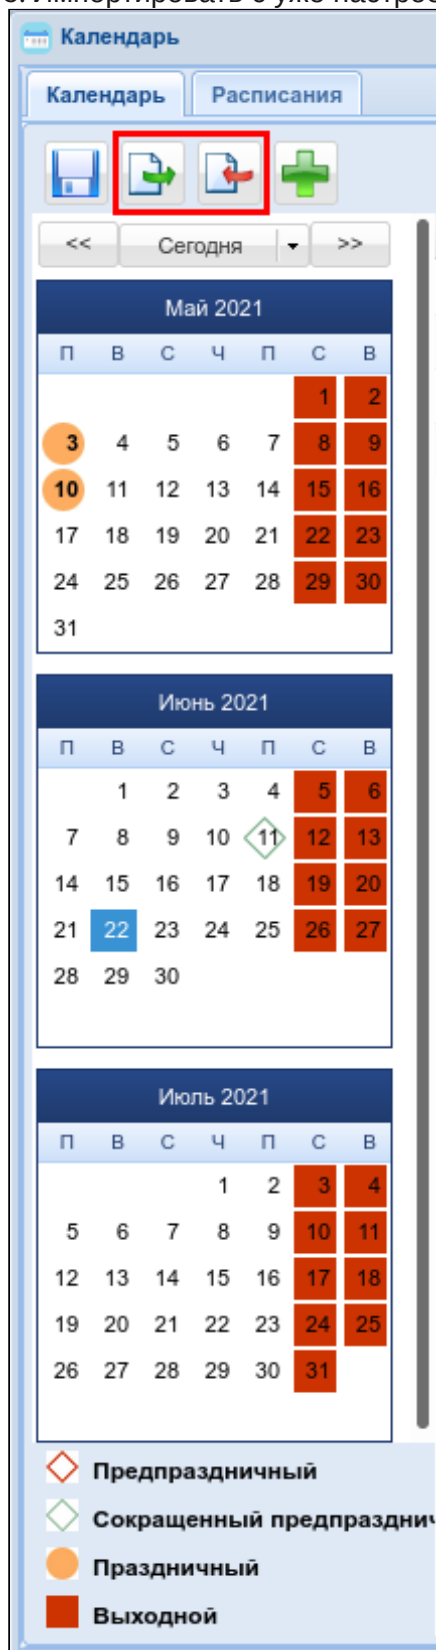 Календарь
Календарь Расписания
<< Сегодня >>
Май 2021
П В С Ч П С В
1 2
3 4 5 6 7 8 9
10 11 12 13 14 15 16
17 18 19 20 21 22 23
24 25 26 27 28 29 30
31
Июнь 2021
П В С Ч П С В
1 2 3 4 5 6
7 8 9 10 11 12 13
14 15 16 17 18 19 20
21 22 23 24 25 26 27
28 29 30
Июль 2021
П В С Ч П С В
1 2 3 4
5 6 7 8 9 10 11
12 13 14 15 16 17 18
19 20 21 22 23 24 25
26 27 28 29 30 31
Предпраздничный
Сокращенный предпразднич
Праздничный
Выходной